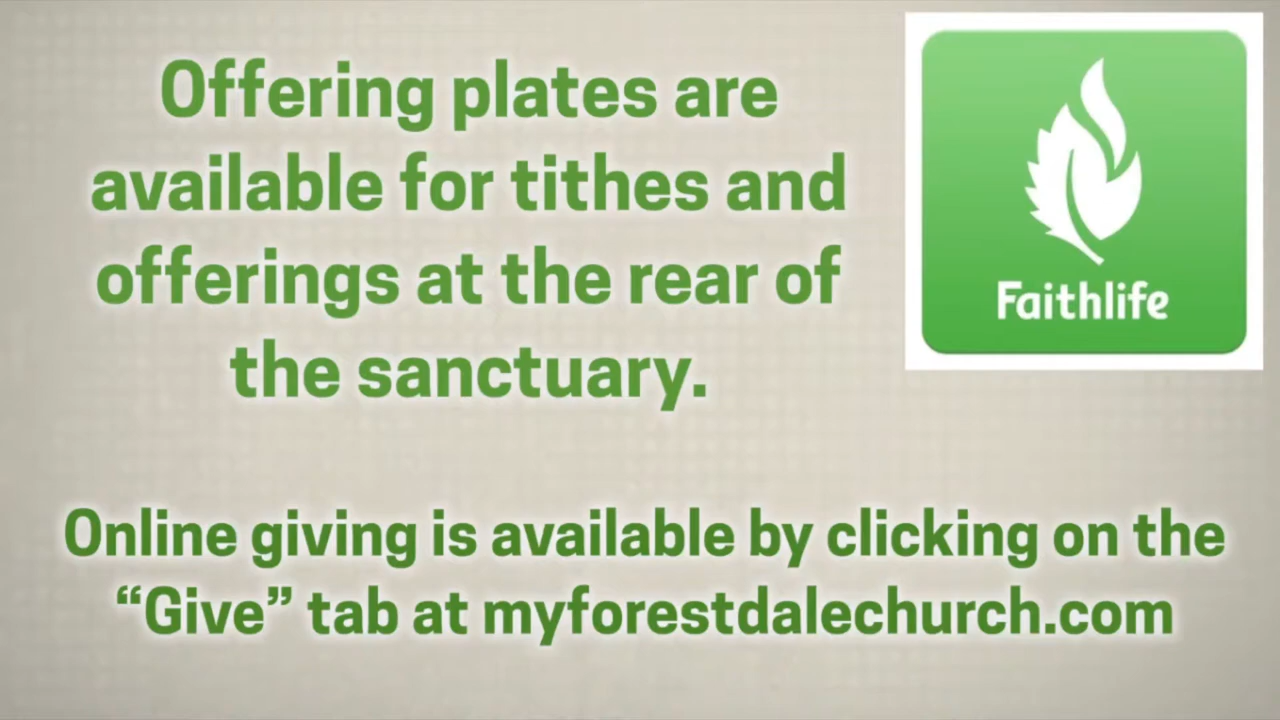 Offering plates are
available for tithes and
offerings at the rear of
the sanctuary.
Faithlife
Online giving is available by clicking on the
“Give” tab at myforestdalechurch.com